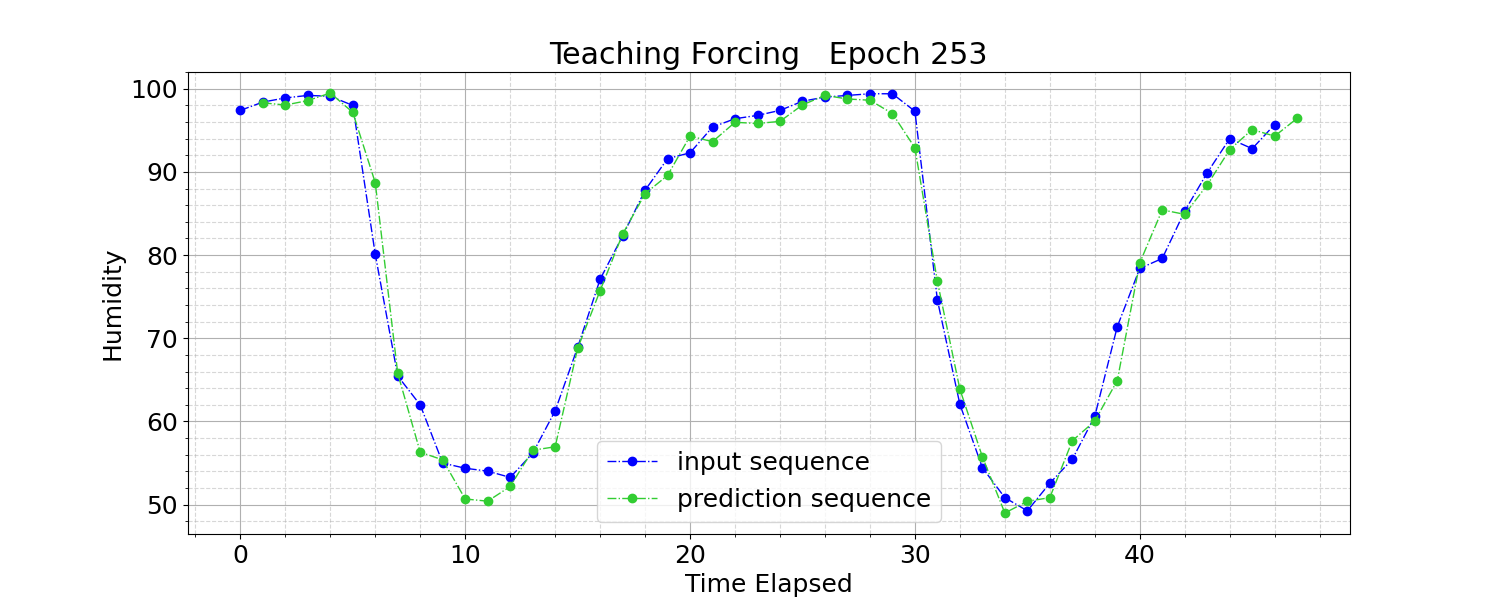 Teaching Forcing   Epoch 253
100
90
80
70
60
50
Humidity
input sequence
prediction sequence
0 10 20 30 40
Time Elapsed